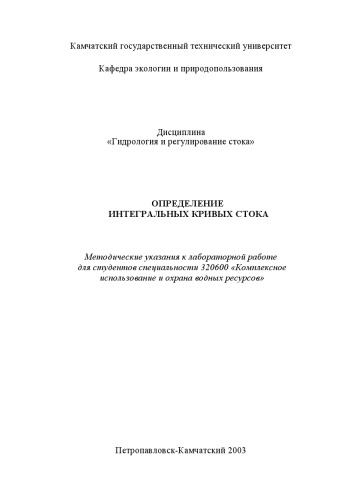 Камчатский государственный технический университет
Кафедра экологии и природопользования
Дисциплина
«Гидрология и регулирование стока»
ОПРЕДЕЛЕНИЕ
ИНТЕГРАЛЬНЫХ КРИВЫХ СТОКА
Методические указания к лабораторной работе
для студентов специальности 320600 «Комплексное
использование и охрана водных ресурсов»
Петропавловск-Камчатский 2003